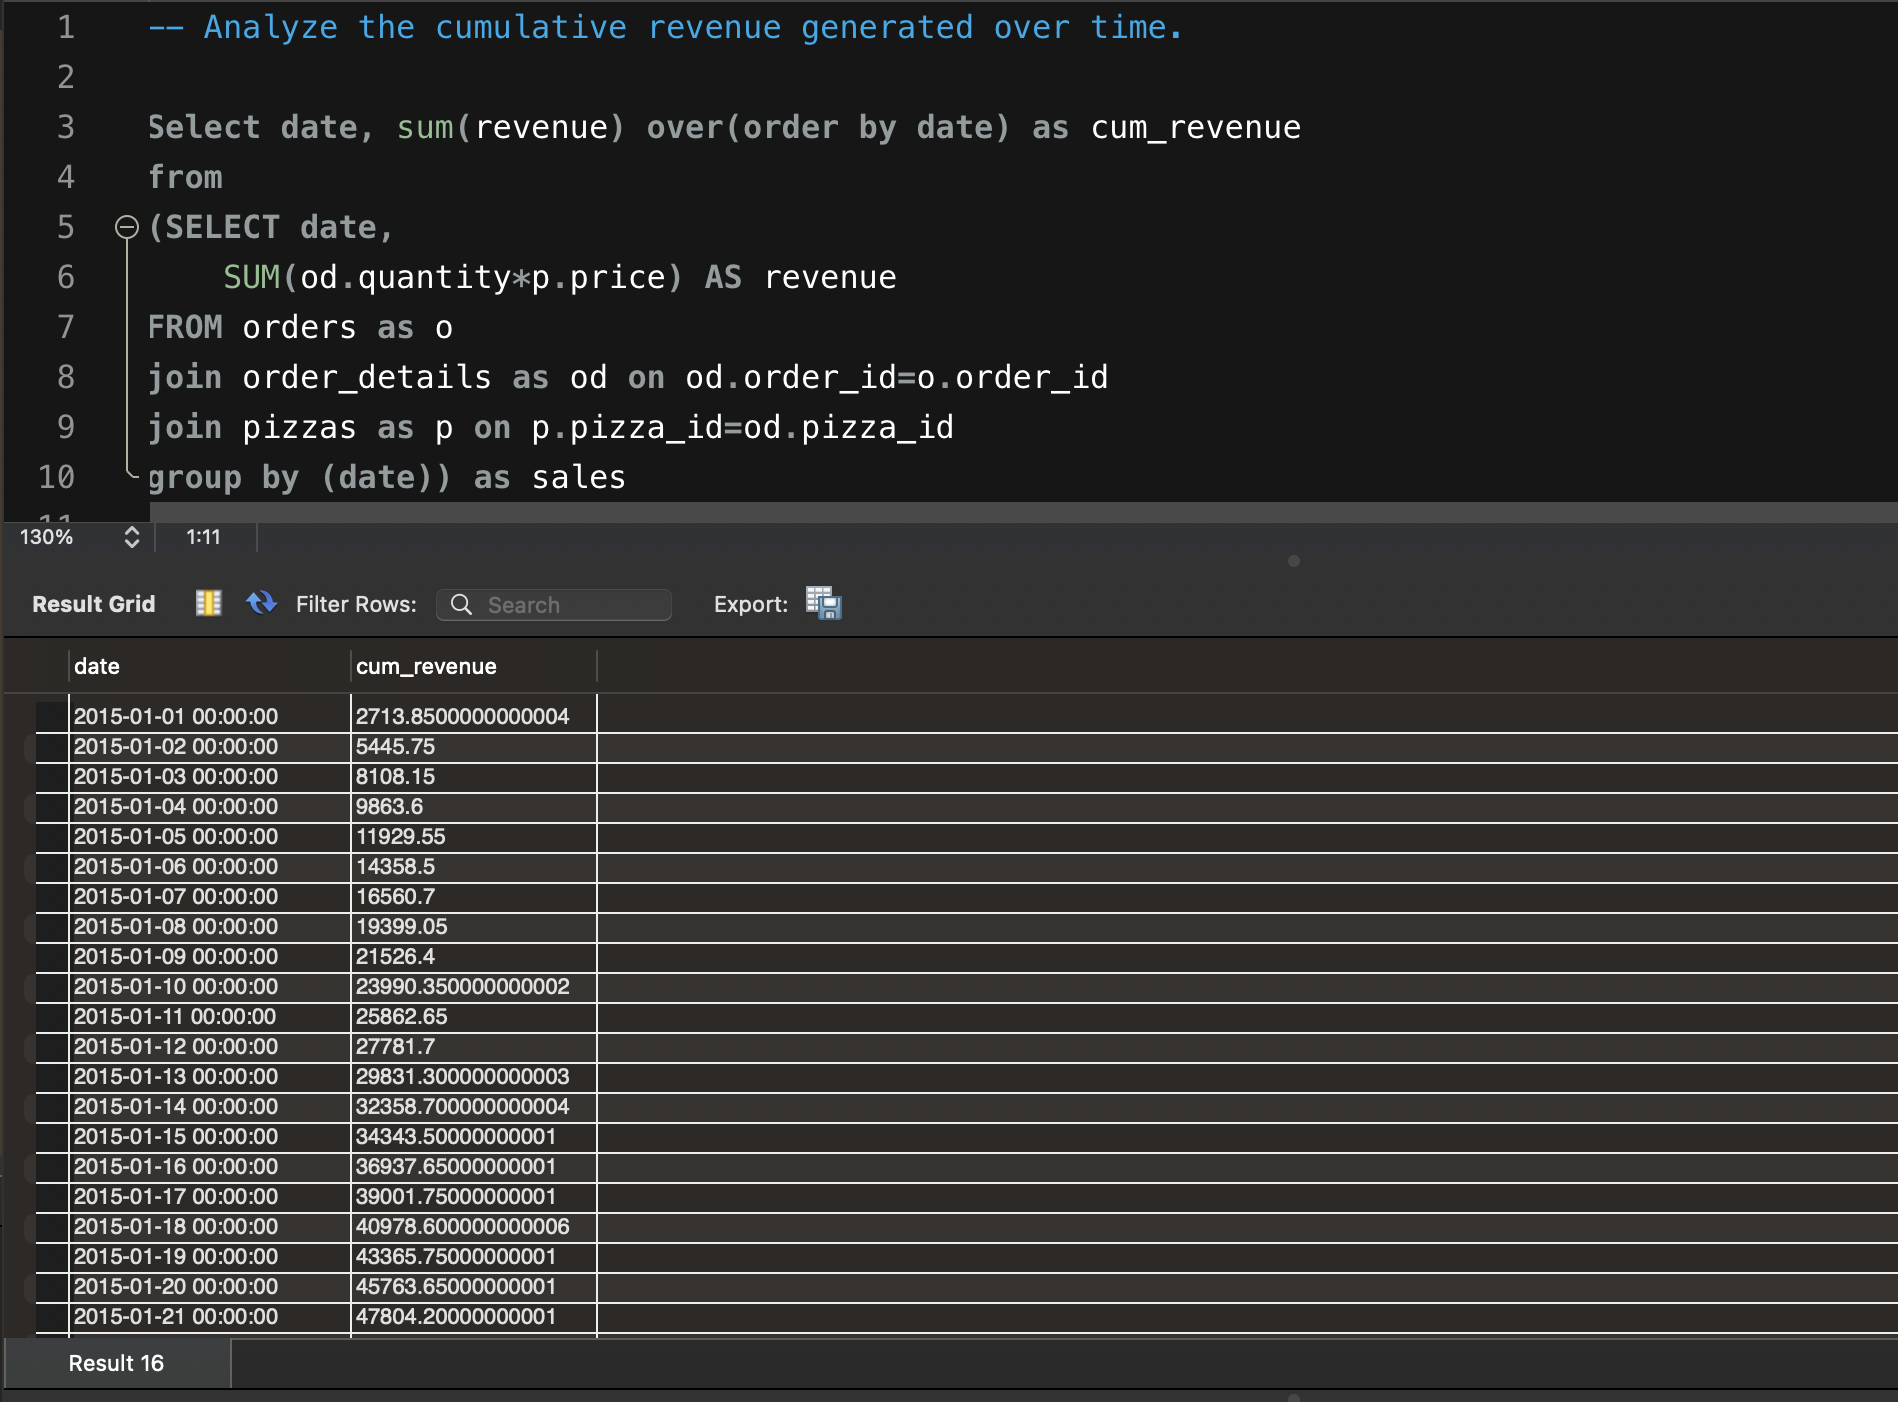 1 -- Analyze the cumulative revenue generated over time.
2
3 Select date, sum(revenue) over(order by date) as cum_revenue
4 from
5 (SELECT date,
6 SUM(od.quantity*p.price) AS revenue
7 FROM orders as o
8 join order_details as od on od.order_id=o.order_id
9 join pizzas as p on p.pizza_id=od.pizza_id
10 group by (date)) as sales
11
130% 1:11
Result Grid Filter Rows: Search Export:
date cum_revenue
2015-01-01 00:00:00 2713.8500000000004
2015-01-02 00:00:00 5445.75
2015-01-03 00:00:00 8108.15
2015-01-04 00:00:00 9863.6
2015-01-05 00:00:00 11929.55
2015-01-06 00:00:00 14358.5
2015-01-07 00:00:00 16560.7
2015-01-08 00:00:00 19399.05
2015-01-09 00:00:00 21526.4
2015-01-10 00:00:00 23990.350000000002
2015-01-11 00:00:00 25862.65
2015-01-12 00:00:00 27781.7
2015-01-13 00:00:00 29831.300000000003
2015-01-14 00:00:00 32358.700000000004
2015-01-15 00:00:00 34343.50000000001
2015-01-16 00:00:00 36937.65000000001
2015-01-17 00:00:00 39001.75000000001
2015-01-18 00:00:00 40978.600000000006
2015-01-19 00:00:00 43365.75000000001
2015-01-20 00:00:00 45763.65000000001
2015-01-21 00:00:00 47804.20000000001
Result 16